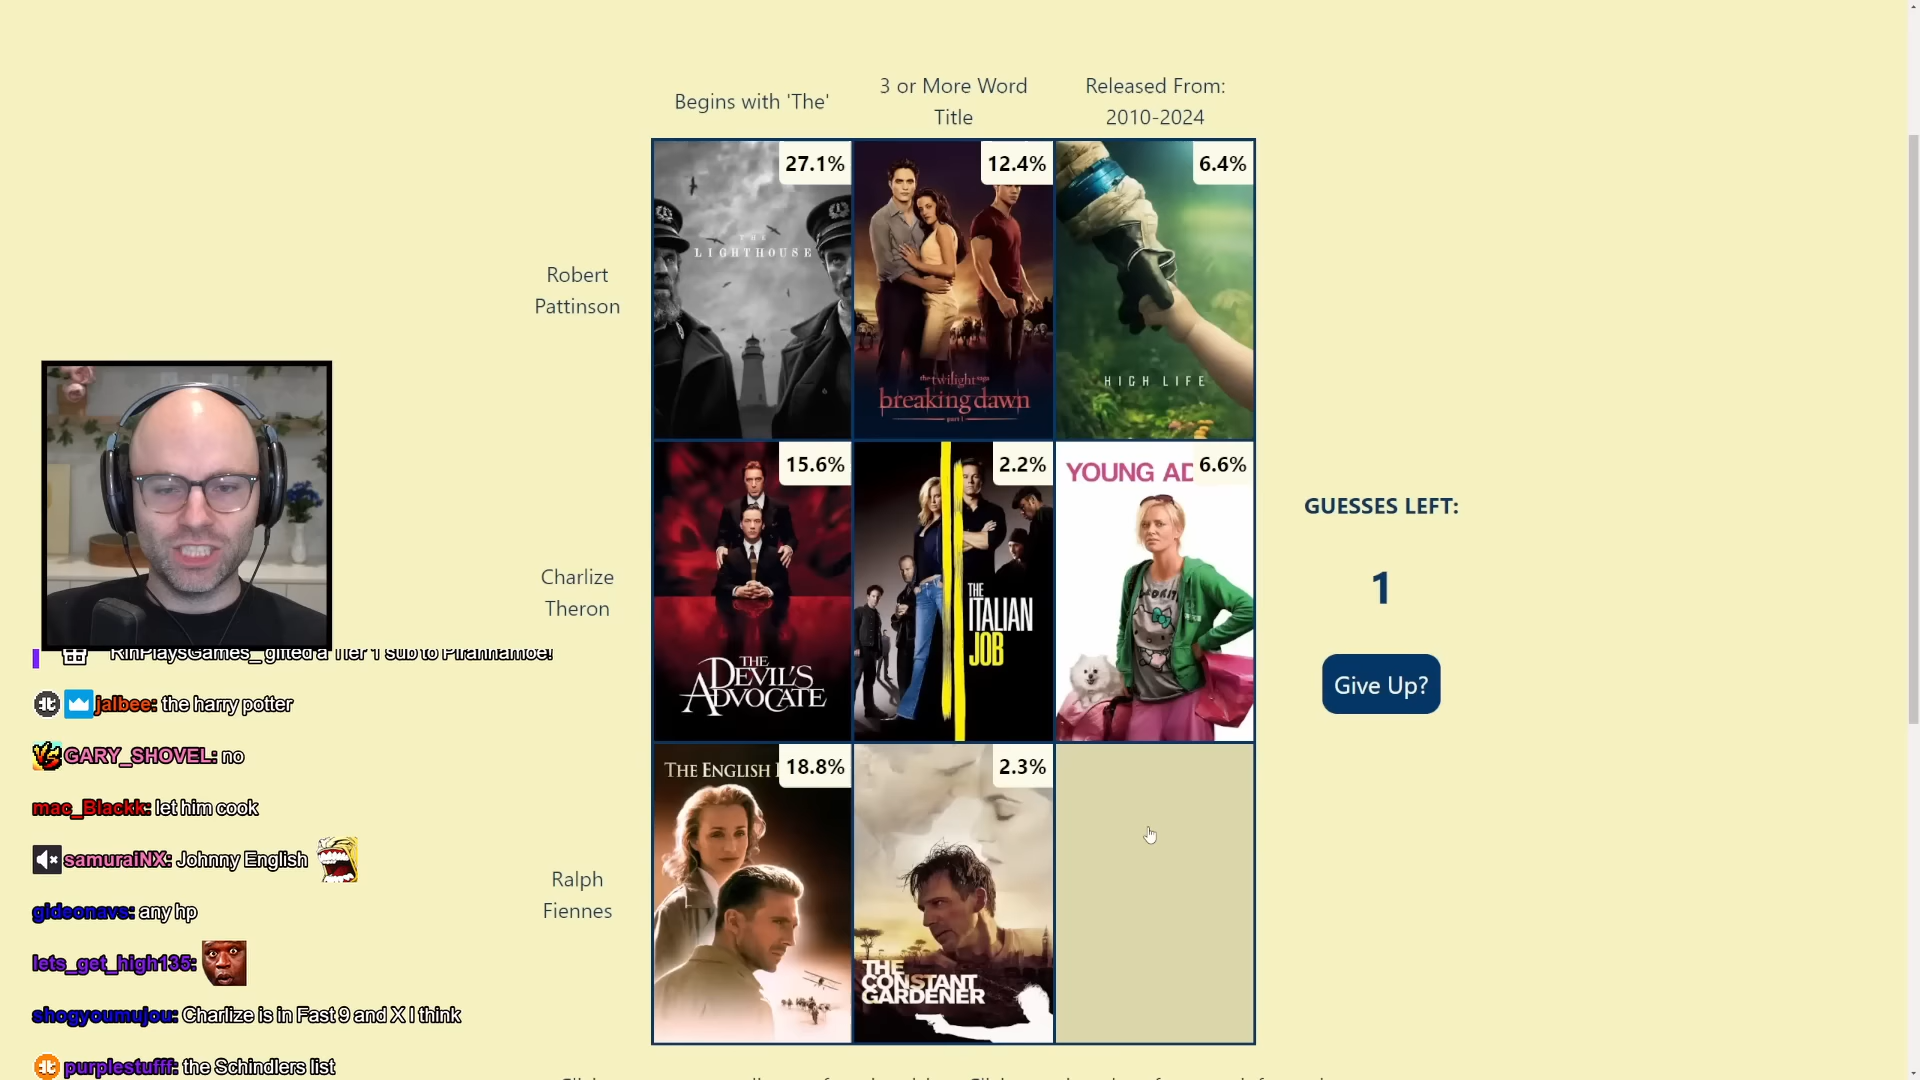 Begins with 'The'
3 or More Word
Title
Released From:
2010-2024
Robert
Pattinson
27.1%
THE
LIGHTHOUSE
12.4%
the twilight saga
breaking dawn
part 1
6.4%
HIGH LIFE
Charlize
Theron
15.6%
THE
DEVIL'S
ADVOCATE
2.2%
THE
ITALIAN
JOB
YOUNG AD
6.6%
Ralph
Fiennes
THE ENGLISH
18.8%
2.3%
THE
CONSTANT
GARDENER
GUESSES LEFT:
1
Give Up?
RinPlaysGames_ gifted a Tier 1 sub to Pirannamoe!
jalbee: the harry potter
GARY_SHOVEL: no
mac_Blackk: let him cook
samuraiNX: Johnny English
gideonavs: any hp
lets_get_high135:
shogyoumujou: Charlize is in Fast 9 and X I think
purplestufff: the Schindlers list